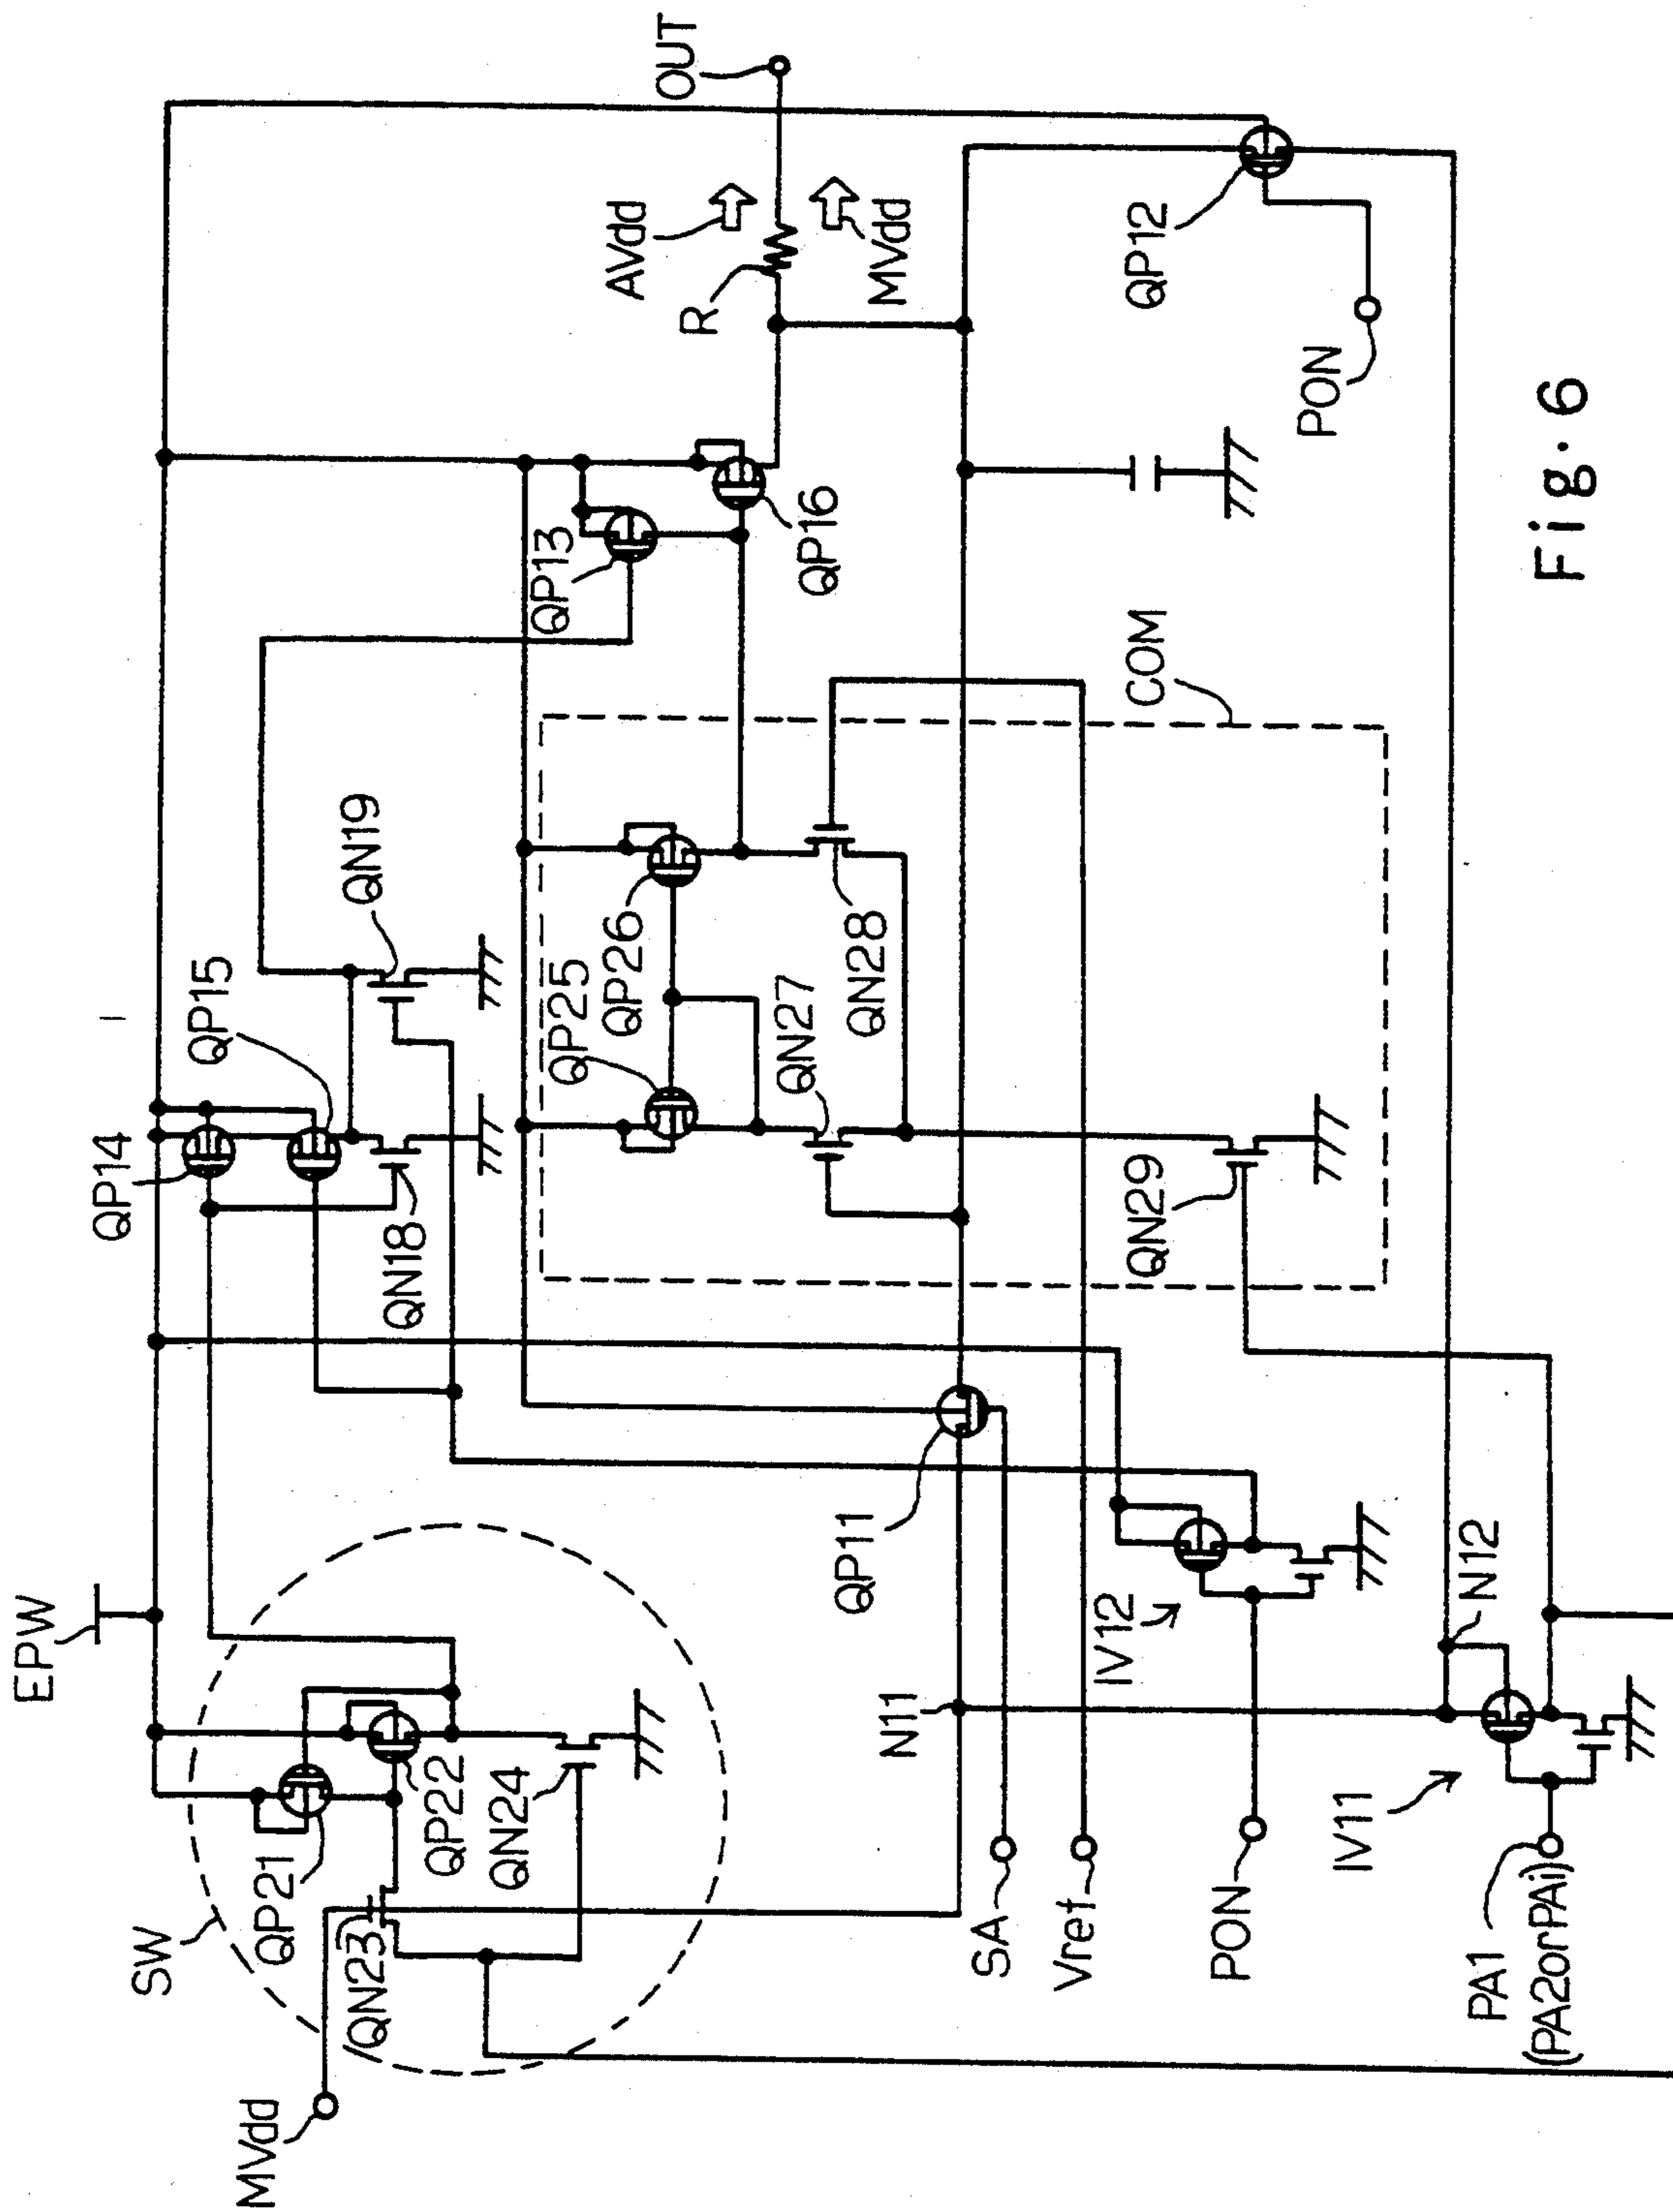 EPW
MVdd
SW
QP21
QN23
QP22
QN24
QP14
QP15
QN18
QN19
QP13
QP16
OUT
AVdd
R
MVdd
QP25
QP26
QN27
QN28
QN29
COM
QP11
N11
SA
Vref
PON
IV12
IV11
N12
PA1
(PA2orPAi)
QP12
PON
Fig. 6